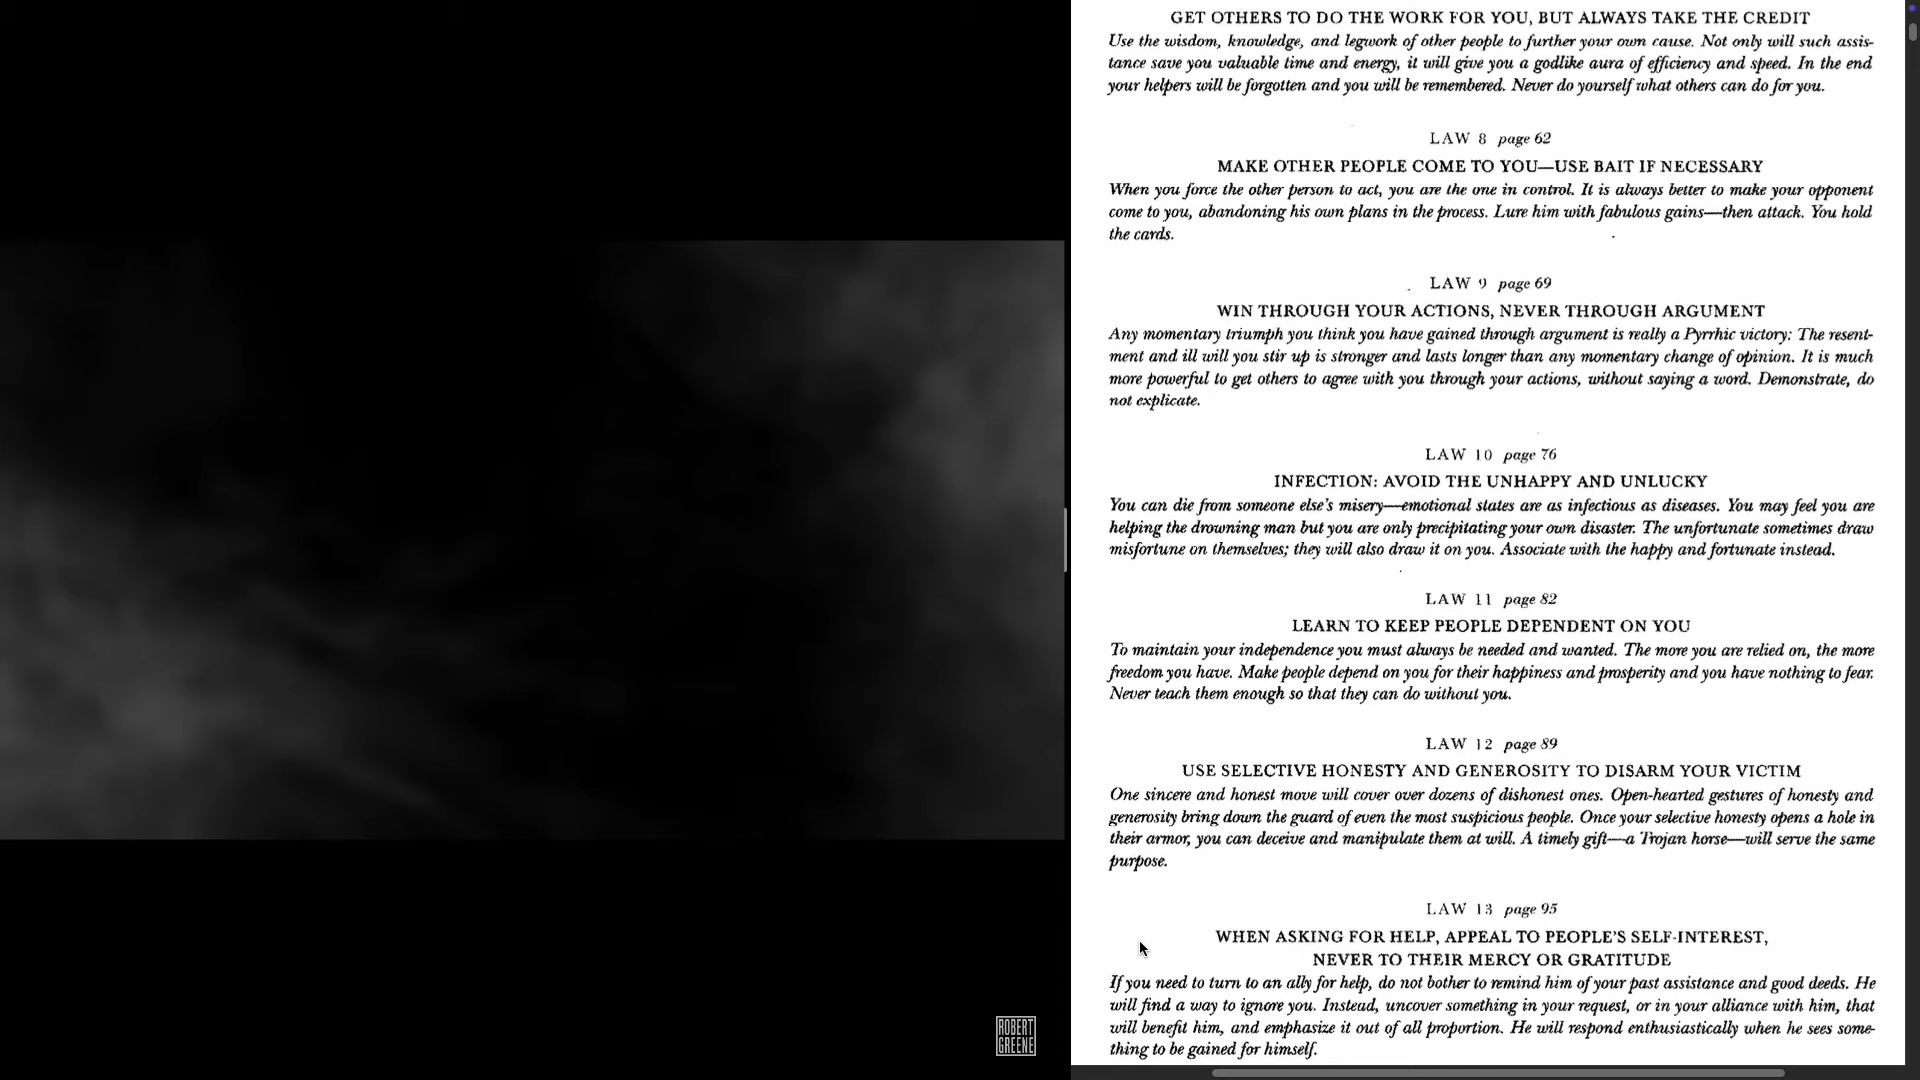 GET OTHERS TO DO THE WORK FOR YOU, BUT ALWAYS TAKE THE CREDIT
Use the wisdom, knowledge, and legwork of other people to further your own cause. Not only will such assis-
tance save you valuable time and energy, it will give you a godlike aura of efficiency and speed. In the end
your helpers will be forgotten and you will be remembered. Never do yourself what others can do for you.
LAW 8 page 62
MAKE OTHER PEOPLE COME TO YOU—USE BAIT IF NECESSARY
When you force the other person to act, you are the one in control. It is always better to make your opponent
come to you, abandoning his own plans in the process. Lure him with fabulous gains—then attack. You hold
the cards.
LAW 9 page 69
WIN THROUGH YOUR ACTIONS, NEVER THROUGH ARGUMENT
Any momentary triumph you think you have gained through argument is really a Pyrrhic victory: The resent-
ment and ill will you stir up is stronger and lasts longer than any momentary change of opinion. It is much
more powerful to get others to agree with you through your actions, without saying a word. Demonstrate, do
not explicate.
LAW 10 page 76
INFECTION: AVOID THE UNHAPPY AND UNLUCKY
You can die from someone else's misery—emotional states are as infectious as diseases. You may feel you are
helping the drowning man but you are only precipitating your own disaster. The unfortunate sometimes draw
misfortune on themselves; they will also draw it on you. Associate with the happy and fortunate instead.
LAW 11 page 82
LEARN TO KEEP PEOPLE DEPENDENT ON YOU
To maintain your independence you must always be needed and wanted. The more you are relied on, the more
freedom you have. Make people depend on you for their happiness and prosperity and you have nothing to fear.
Never teach them enough so that they can do without you.
LAW 12 page 89
USE SELECTIVE HONESTY AND GENEROSITY TO DISARM YOUR VICTIM
One sincere and honest move will cover over dozens of dishonest ones. Open-hearted gestures of honesty and
generosity bring down the guard of even the most suspicious people. Once your selective honesty opens a hole in
their armor, you can deceive and manipulate them at will. A timely gift—a Trojan horse—will serve the same
purpose.
LAW 13 page 95
WHEN ASKING FOR HELP, APPEAL TO PEOPLE'S SELF-INTEREST,
NEVER TO THEIR MERCY OR GRATITUDE
If you need to turn to an ally for help, do not bother to remind him of your past assistance and good deeds. He
will find a way to ignore you. Instead, uncover something in your request, or in your alliance with him, that
will benefit him, and emphasize it out of all proportion. He will respond enthusiastically when he sees some-
thing to be gained for himself.
ROBERT
GREENE